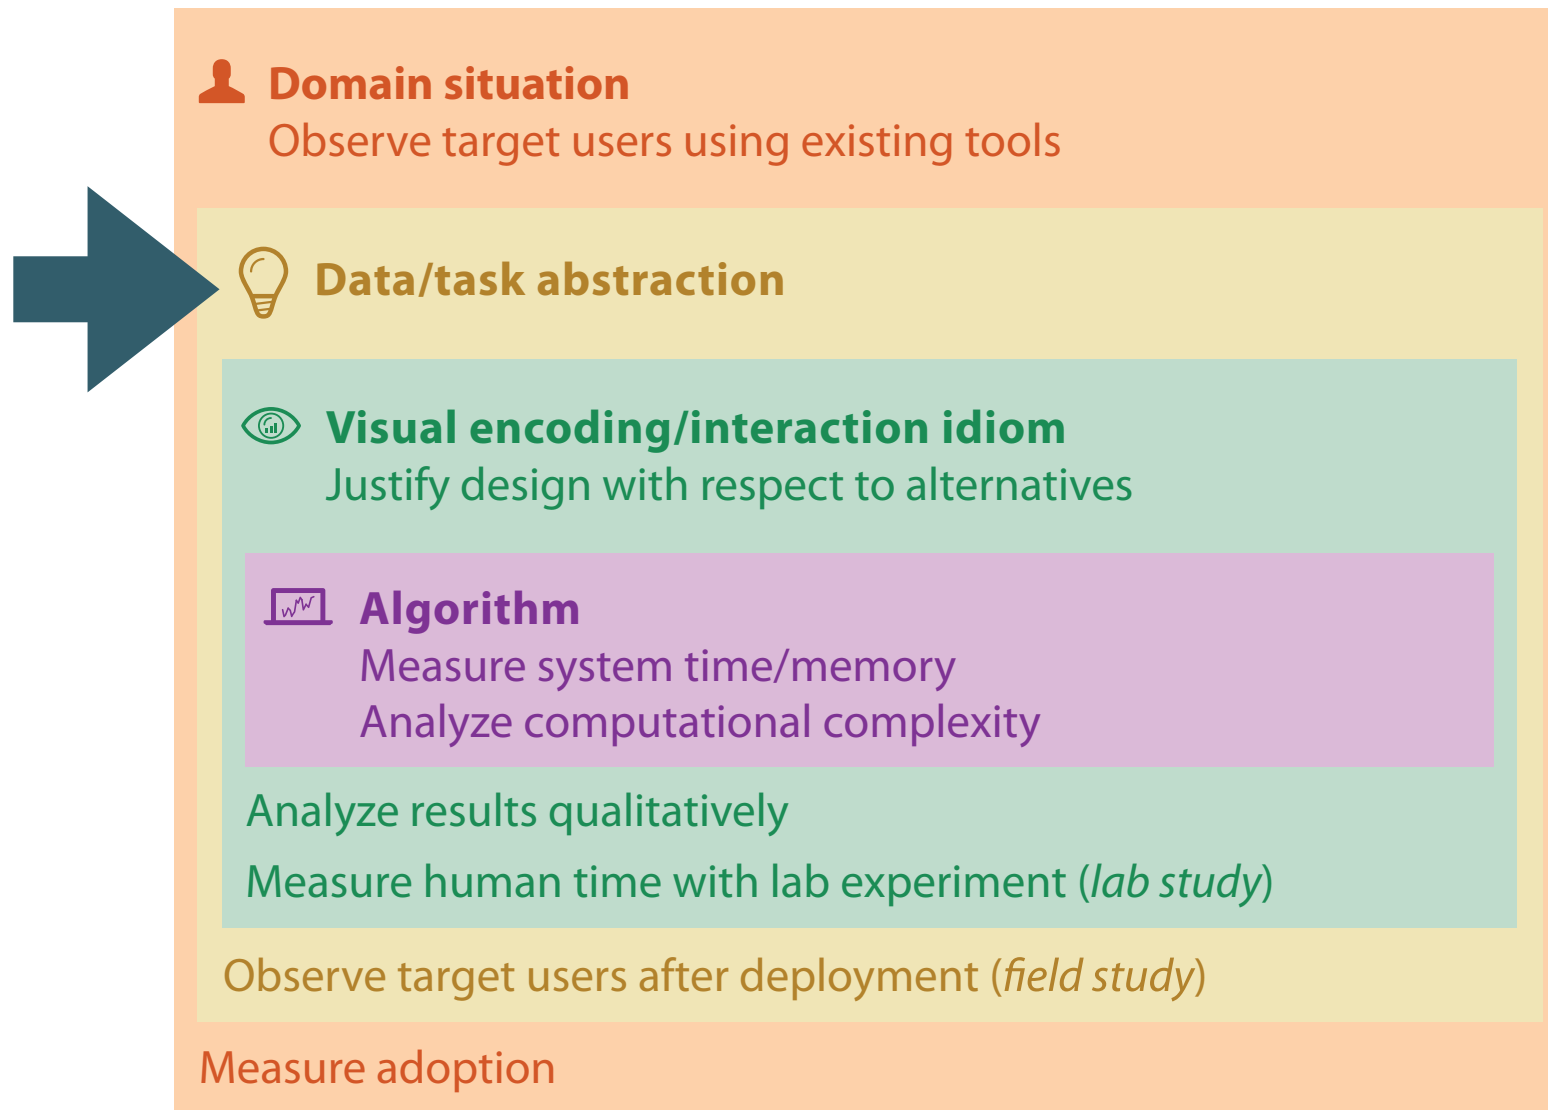 Domain situation
Observe target users using existing tools
Data/task abstraction
Visual encoding/interaction idiom
Justify design with respect to alternatives
Algorithm
Measure system time/memory
Analyze computational complexity
Analyze results qualitatively
Measure human time with lab experiment (lab study)
Observe target users after deployment (field study)
Measure adoption